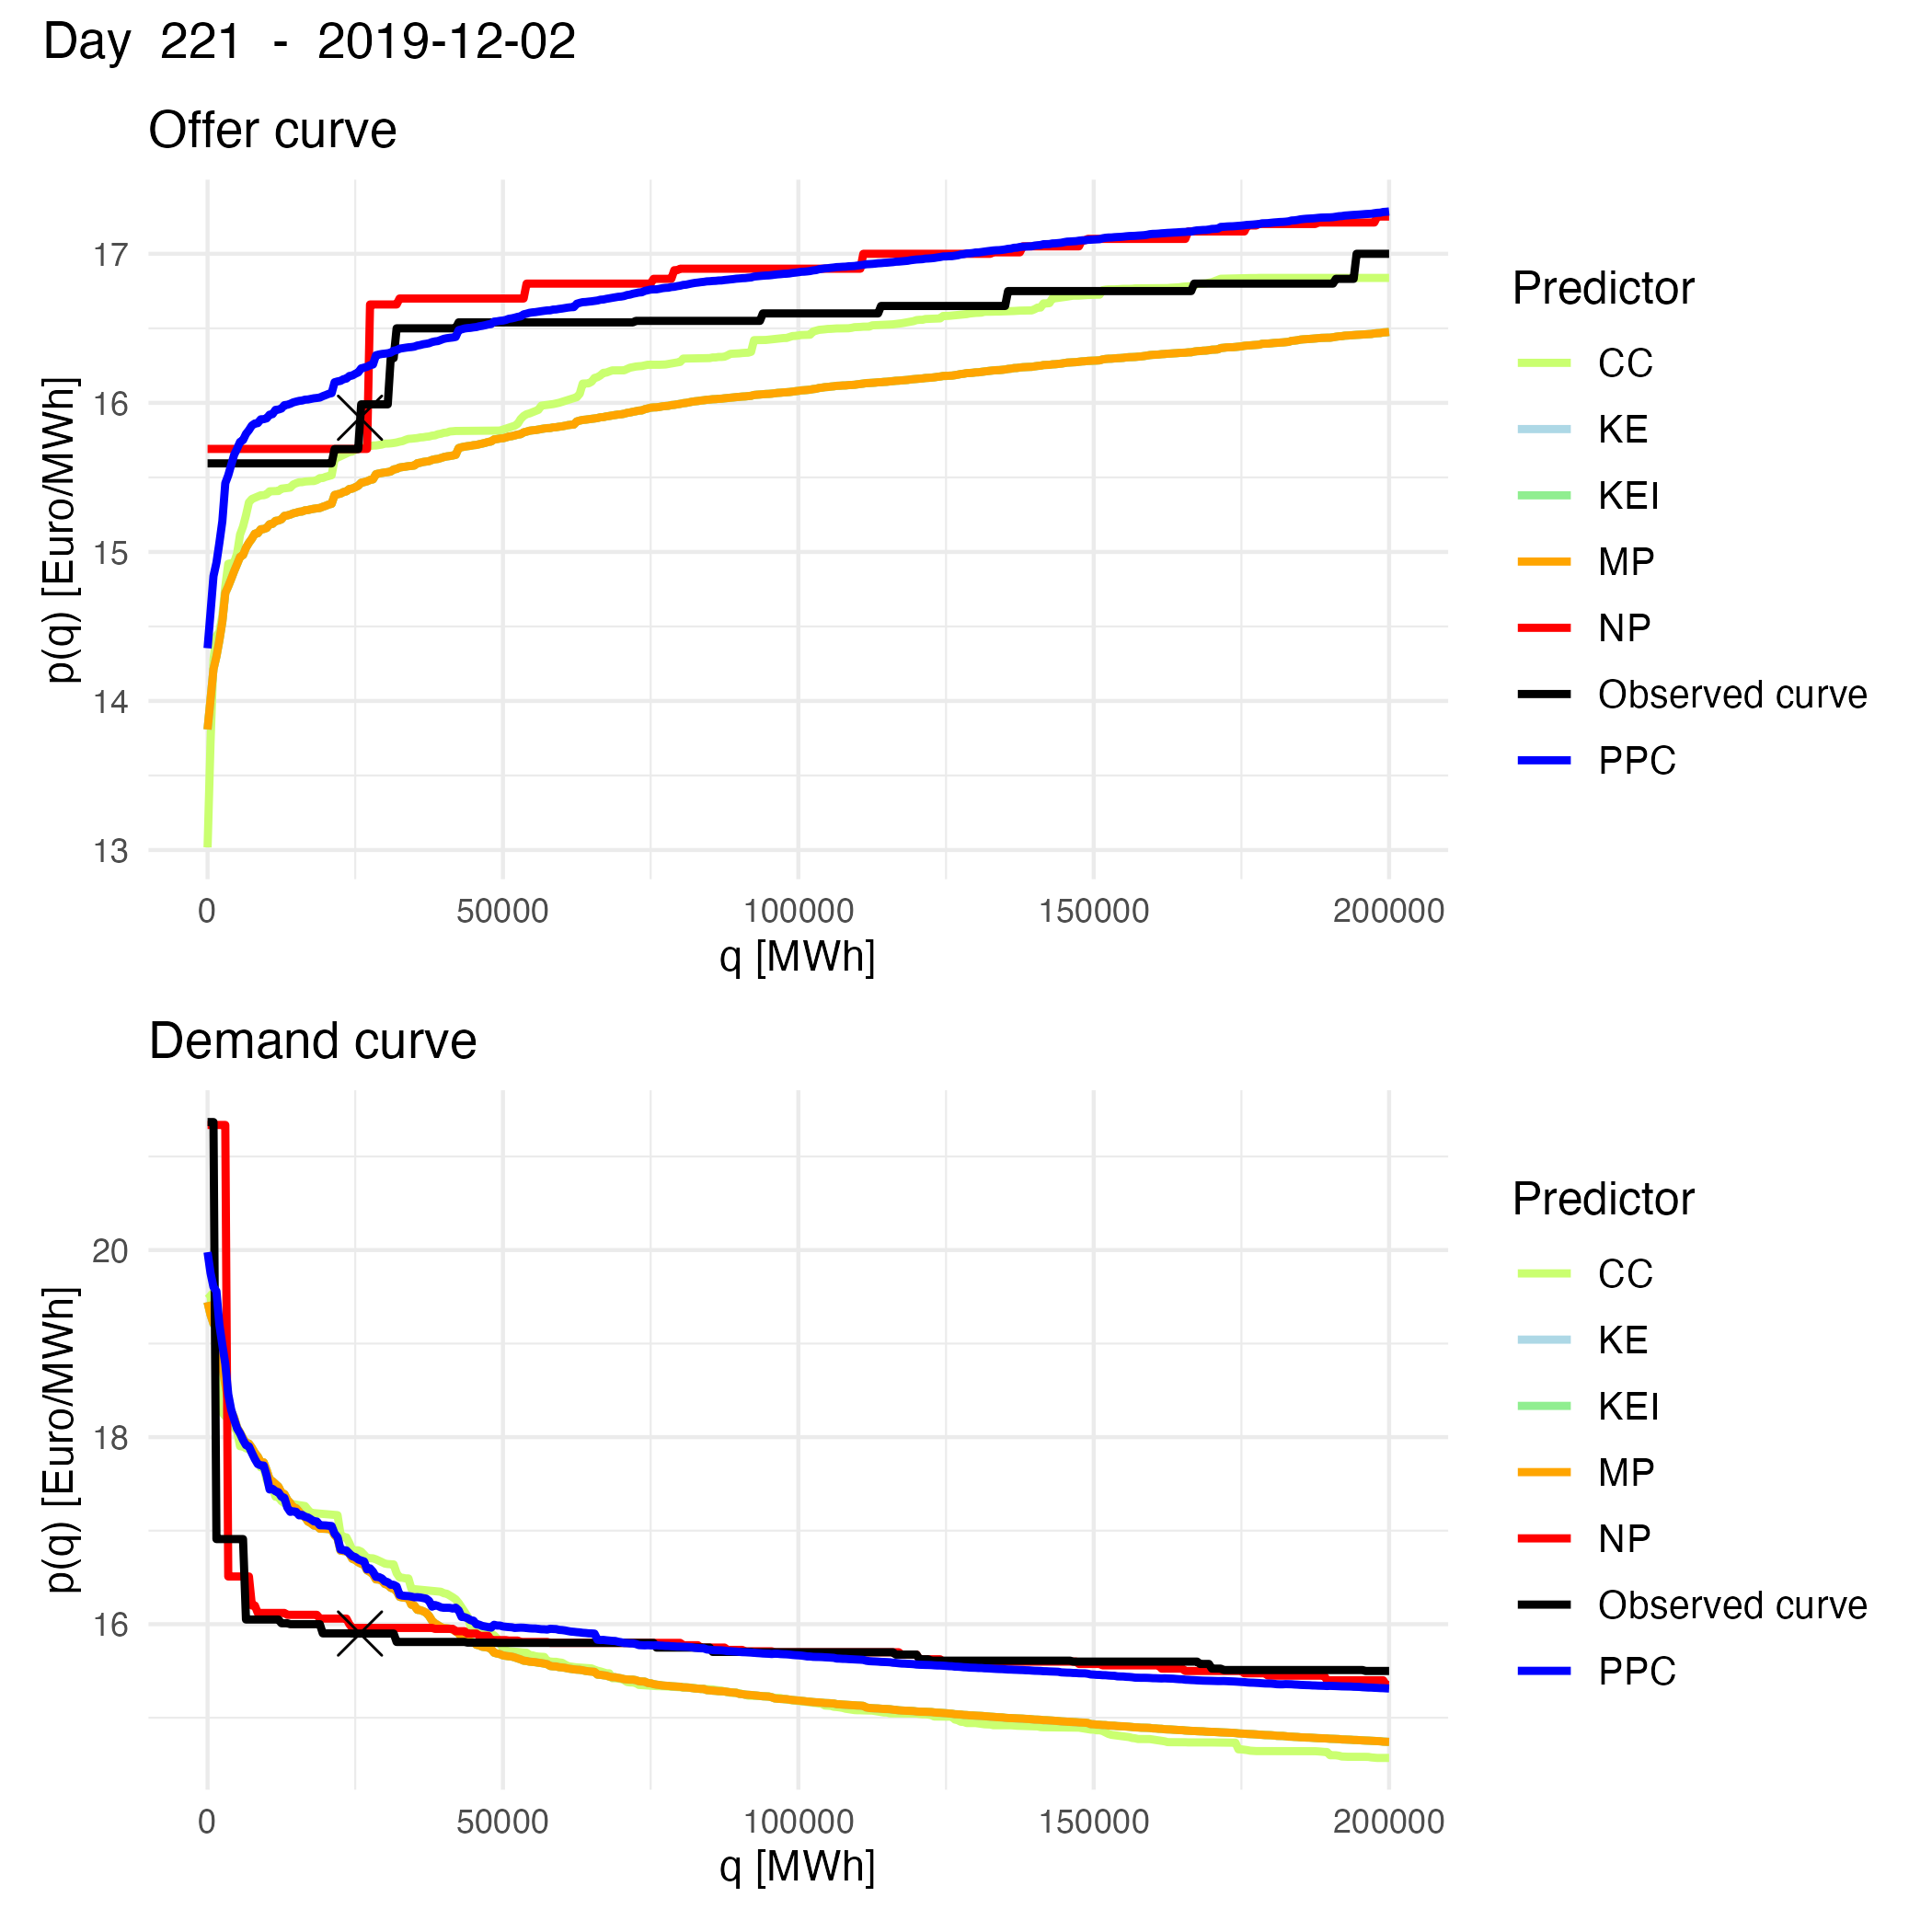 Day 221 - 2019-12-02
Offer curve
p(q) [Euro/MWh]
17
16
15
14
13
0 50000 100000 150000 200000
q [MWh]
Predictor
CC
KE
KEI
MP
NP
Observed curve
PPC
Demand curve
p(q) [Euro/MWh]
20
18
16
0 50000 100000 150000 200000
q [MWh]
Predictor
CC
KE
KEI
MP
NP
Observed curve
PPC